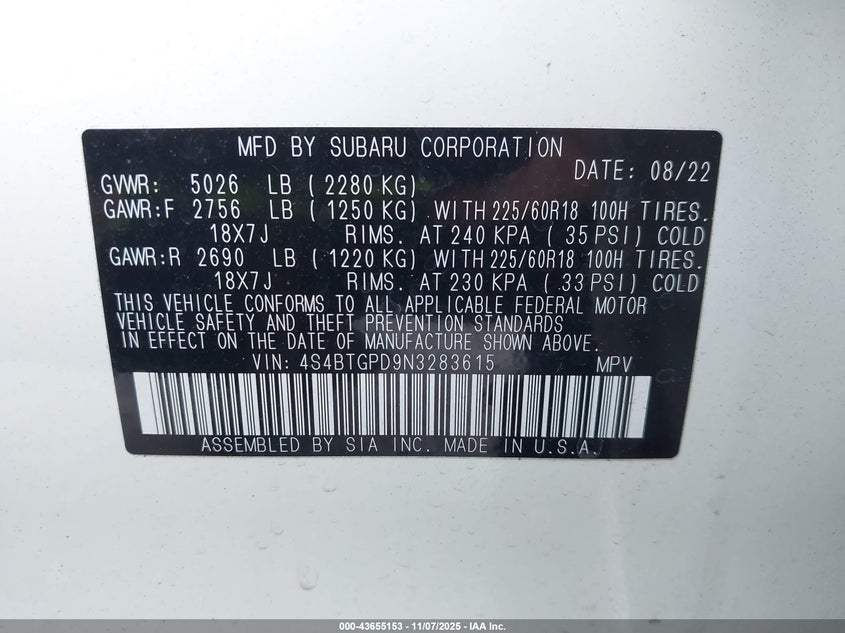 MFD BY SUBARU CORPORATION
DATE: 08/22
GVWR: 5026 LB ( 2280 KG)
GAWR:F 2756 LB ( 1250 KG) WITH 225/60R18 100H TIRES.
18X7J RIMS. AT 240 KPA ( 35 PSI) COLD
GAWR:R 2690 LB ( 1220 KG) WITH 225/60R18 100H TIRES.
18X7J RIMS. AT 230 KPA ( 33 PSI) COLD
THIS VEHICLE CONFORMS TO ALL APPLICABLE FEDERAL MOTOR
VEHICLE SAFETY AND THEFT PREVENTION STANDARDS
IN EFFECT ON THE DATE OF MANUFACTURE SHOWN ABOVE.
VIN: 4S4BTGPD9N3283615 MPV
ASSEMBLED BY SIA INC. MADE IN U.S.A.
000-43655153 - 11/07/2025 - IAA Inc.